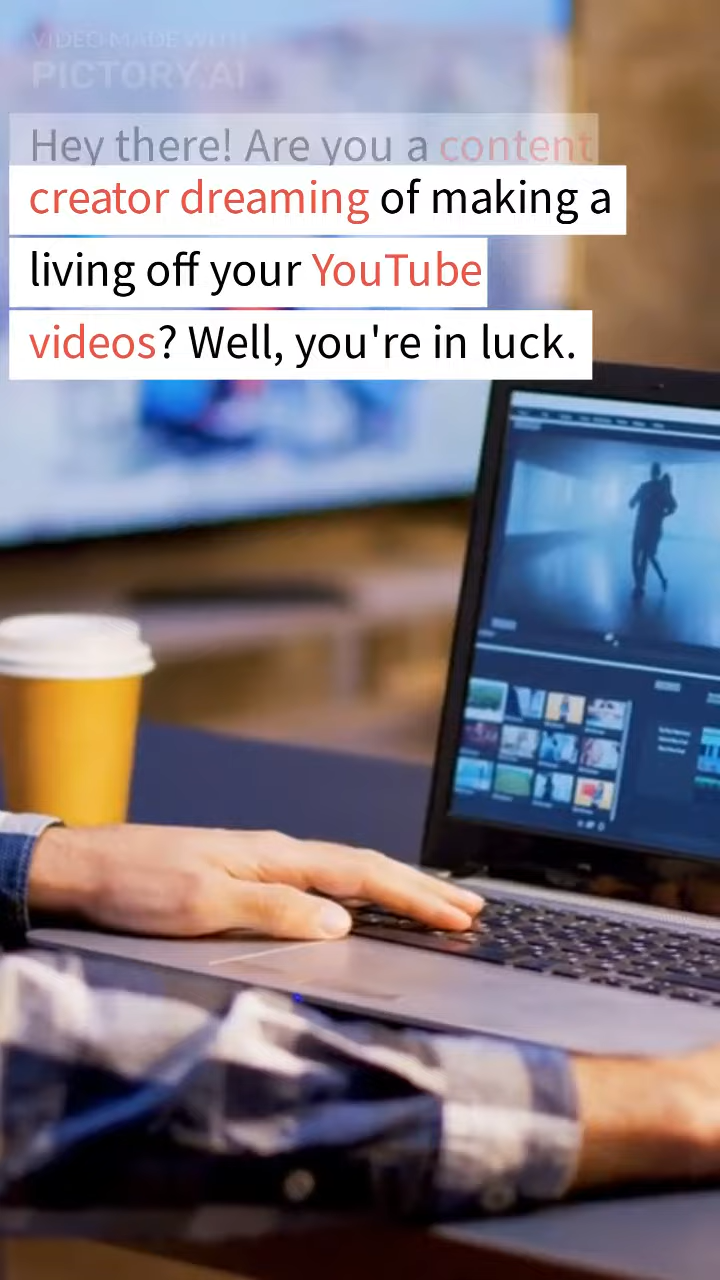 VIDEO MADE WITH
PICTORY.AI
Hey there! Are you a content
creator dreaming of making a
living off your YouTube
videos? Well, you're in luck.